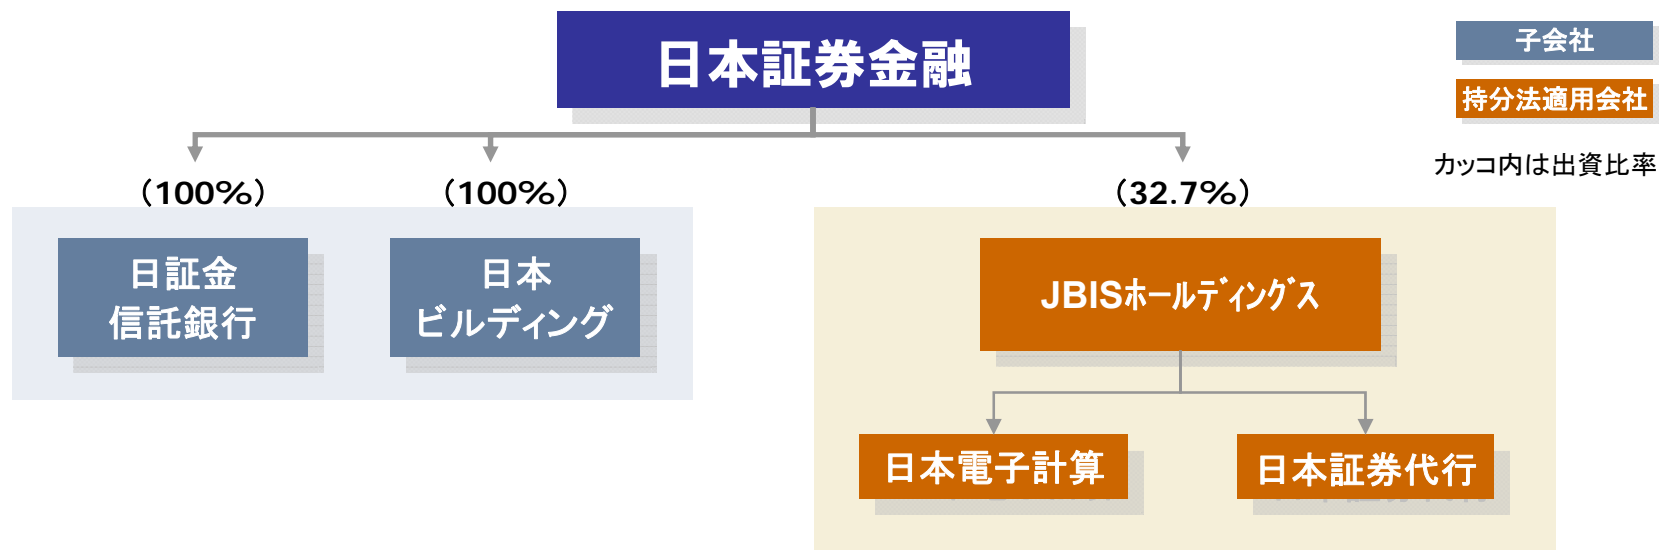 日本証券金融
子会社
持分法適用会社
カッコ内は出資比率
（100%）
（100%）
（32.7%）
日証金
信託銀行
日本
ビルディング
JBISﾎｰﾙﾃﾞｨﾝｸﾞｽ
日本電子計算
日本証券代行